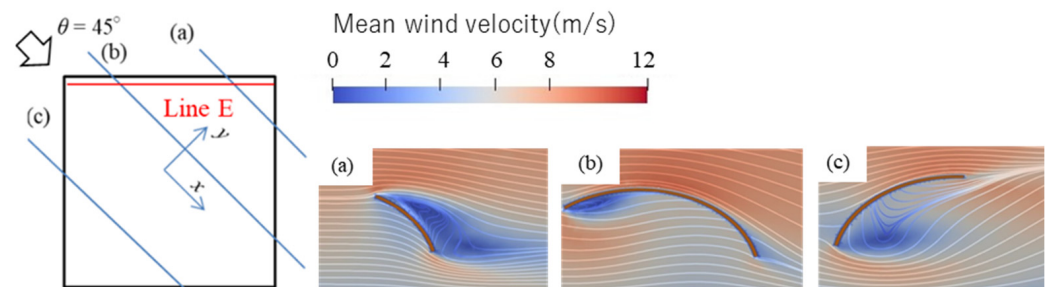 θ = 45°
(a)
(b)
(c)
Line E
y
x
Mean wind velocity(m/s)
0 2 4 6 8 12
(a)
(b)
(c)